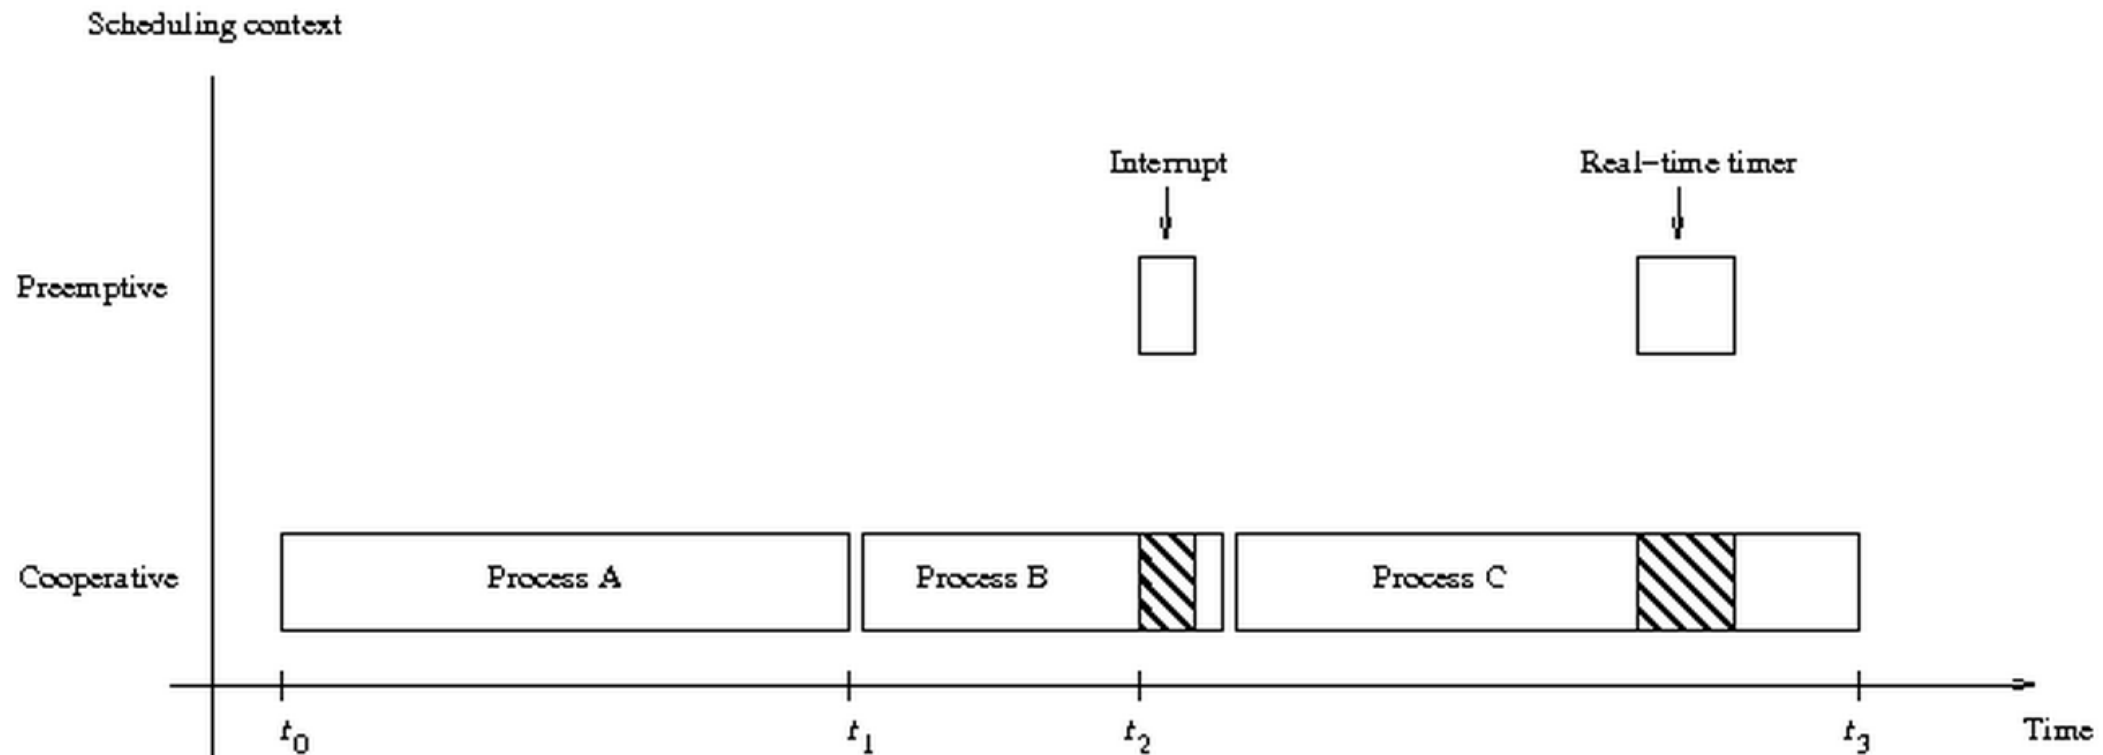 Scheduling context
Interrupt
Real-time timer
Preemptive
Cooperative
Process A
Process B
Process C
t0
t1
t2
t3
Time